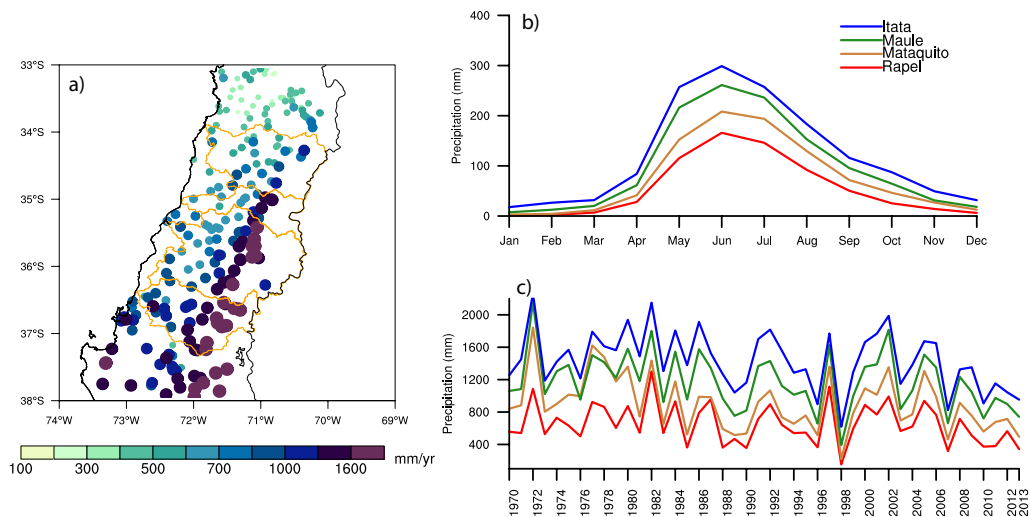 a)
33°S
34°S
35°S
36°S
37°S
38°S
74°W 73°W 72°W 71°W 70°W 69°W
100 300 500 700 1000 1600 mm/yr
b)
Itata
Maule
Mataquito
Rapel
Precipitation (mm)
400
300
200
100
0
Jan Feb Mar Apr May Jun Jul Aug Sep Oct Nov Dec
c)
Precipitation (mm)
2000
1600
1200
800
400
1970 1972 1974 1976 1978 1980 1982 1984 1986 1988 1990 1992 1994 1996 1998 2000 2002 2004 2006 2008 2010 2012 2013